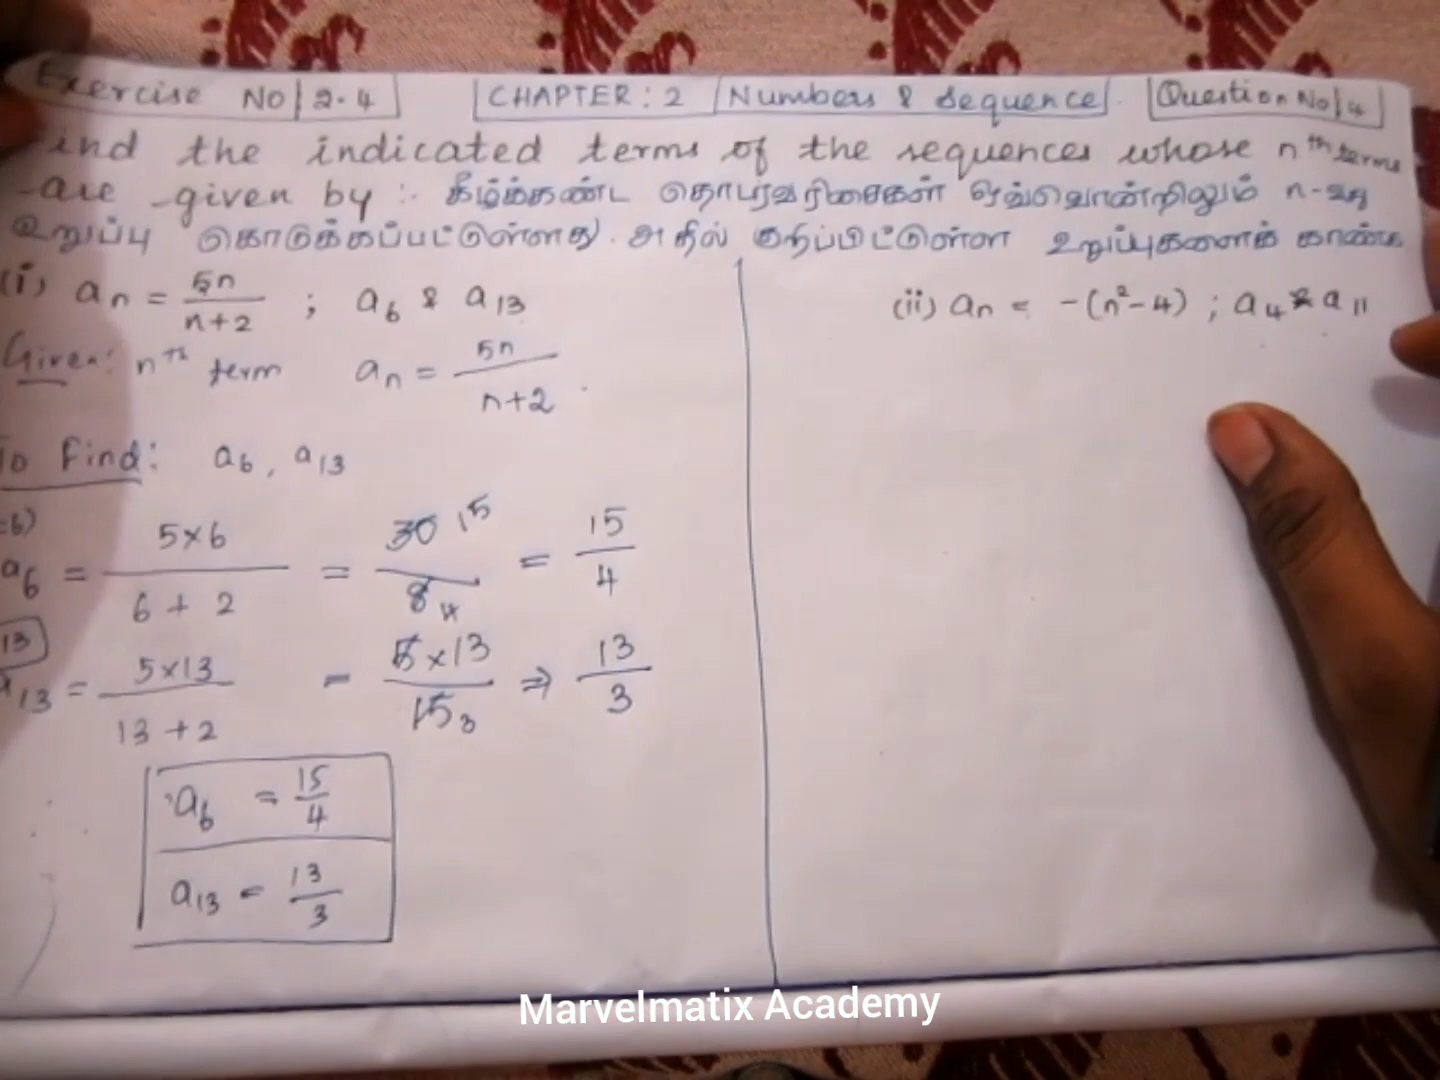 Exercise No | 2.4 CHAPTER : 2 Numbers & Sequence Question No | 4
ind the indicated terms of the sequences whose nth terms
are given by :- கீழ்க்கண்ட தொடர்வரிசைகள் ஒவ்வொன்றிலும் n-வது
உறுப்பு கொடுக்கப்பட்டுள்ளது. அதில் குறிப்பிட்டுள்ள உறுப்புகளைக் காண்க
(i) aₙ = 5n/n+2 ; a₆ & a₁₃
Given: nth term aₙ = 5n/n+2.
To Find: a₆, a₁₃
=6)
a₆ = 5×6/6+2 = 30 15/8 4 = 15/4
13
a₁₃ = 5×13/13+2 = 5×13/15 3 ⇒ 13/3
a₆ = 15/4
a₁₃ = 13/3
(ii) aₙ = -(n²-4) ; a₄ & a₁₁
Marvelmatix Academy